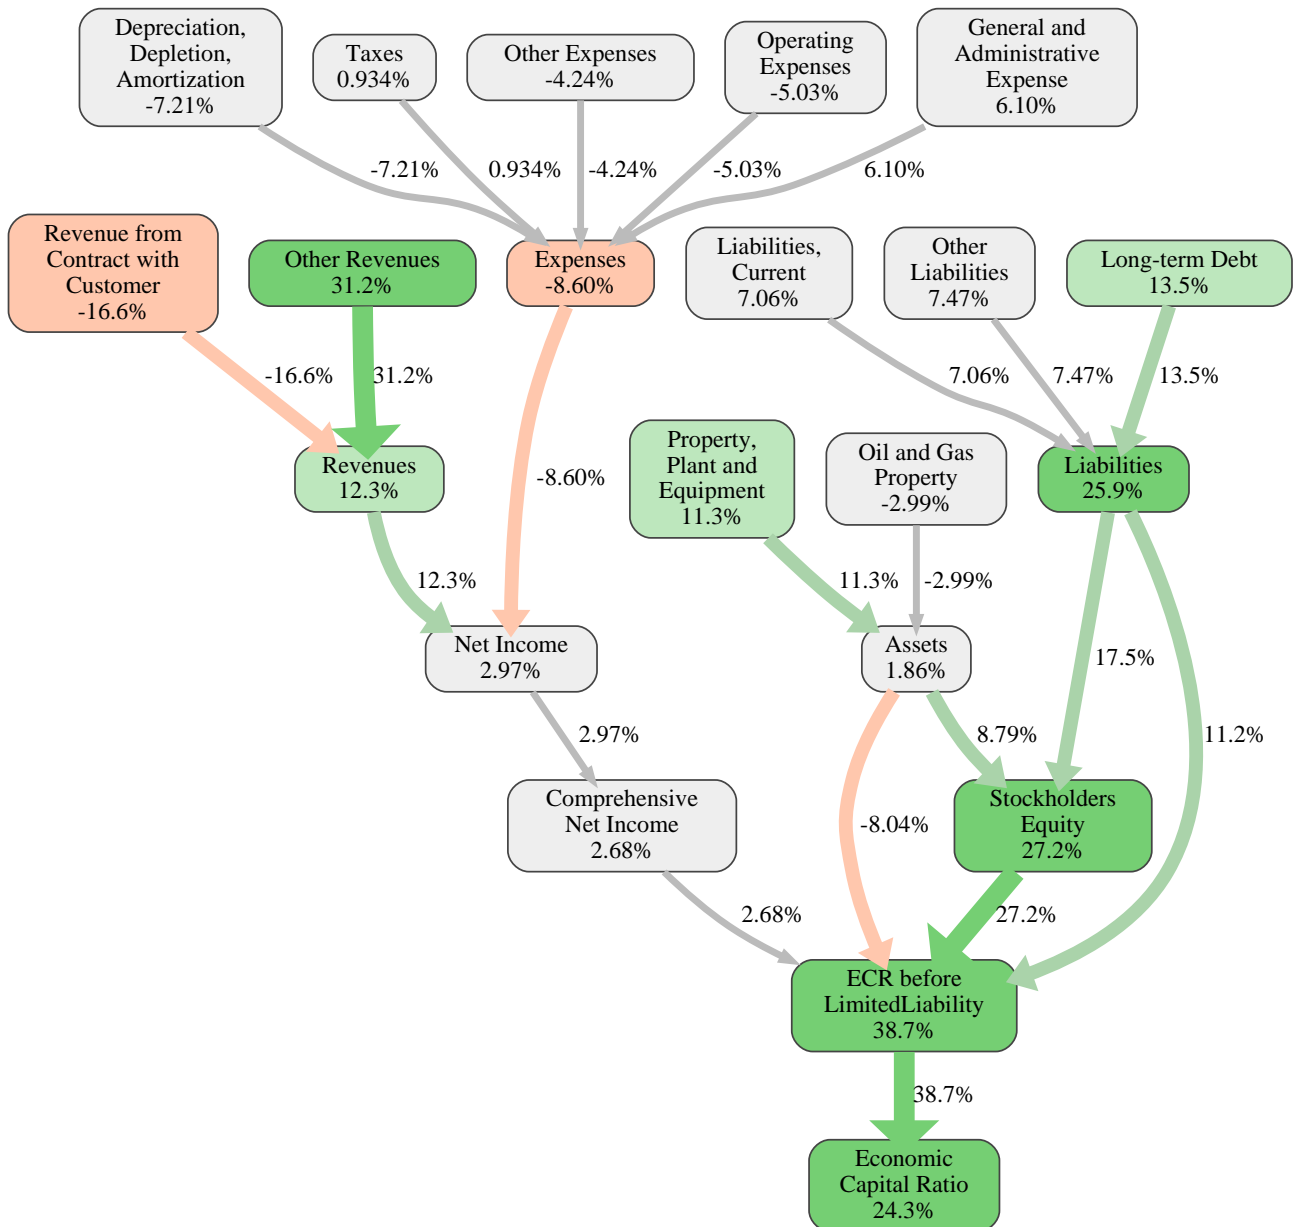 Depreciation,
Depletion,
Amortization
-7.21%
Taxes
0.934%
Other Expenses
-4.24%
Operating
Expenses
-5.03%
General and
Administrative
Expense
6.10%
-7.21%
0.934%
-4.24%
-5.03%
6.10%
Revenue from
Contract with
Customer
-16.6%
Other Revenues
31.2%
Expenses
-8.60%
Liabilities,
Current
7.06%
Other
Liabilities
7.47%
Long-term Debt
13.5%
-16.6%
31.2%
7.06%
7.47%
13.5%
Revenues
12.3%
-8.60%
Property,
Plant and
Equipment
11.3%
Oil and Gas
Property
-2.99%
Liabilities
25.9%
12.3%
11.3%
-2.99%
Net Income
2.97%
Assets
1.86%
17.5%
2.97%
8.79%
11.2%
Comprehensive
Net Income
2.68%
-8.04%
Stockholders
Equity
27.2%
2.68%
27.2%
ECR before
LimitedLiability
38.7%
38.7%
Economic
Capital Ratio
24.3%